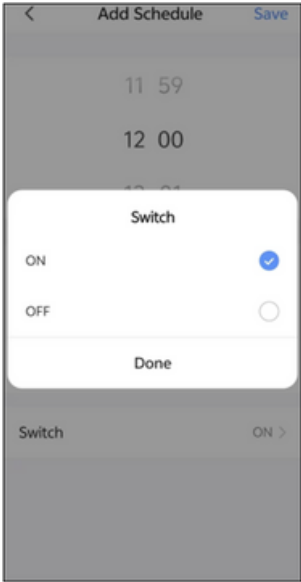 Add Schedule Save
11 59
12 00
Switch
ON
OFF
Done
Switch ON